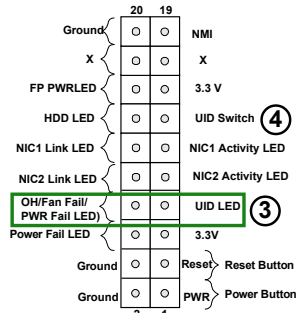 20 19
Ground NMI
X X
FP PWRLED 3.3 V
HDD LED UID Switch 4
NIC1 Link LED NIC1 Activity LED
NIC2 Link LED NIC2 Activity LED
OH/Fan Fail/
PWR Fail LED) UID LED 3
Power Fail LED 3.3V
Ground Reset Reset Button
Ground PWR Power Button
2 1